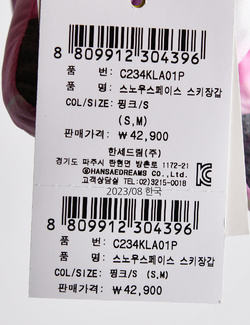 8 809912 304396
품 번: C234KLA01P
품 명: 스노우스페이스 스키장갑
COL/SIZE: 핑크/S
(S,M)
판매가격: ₩42,900
한세드림(주)
경기도 파주시 탄현면 방촌로 1172-21
ⓗHANSAEDREAMS CO.,Ltd.
고객상담실 TEL:02)3215-0018
2023/08 한국
8 809912 304396
품 번: C234KLA01P
품 명: 스노우스페이스 스키장갑
COL/SIZE: 핑크/S (S,M)
판매가격: ₩42,900